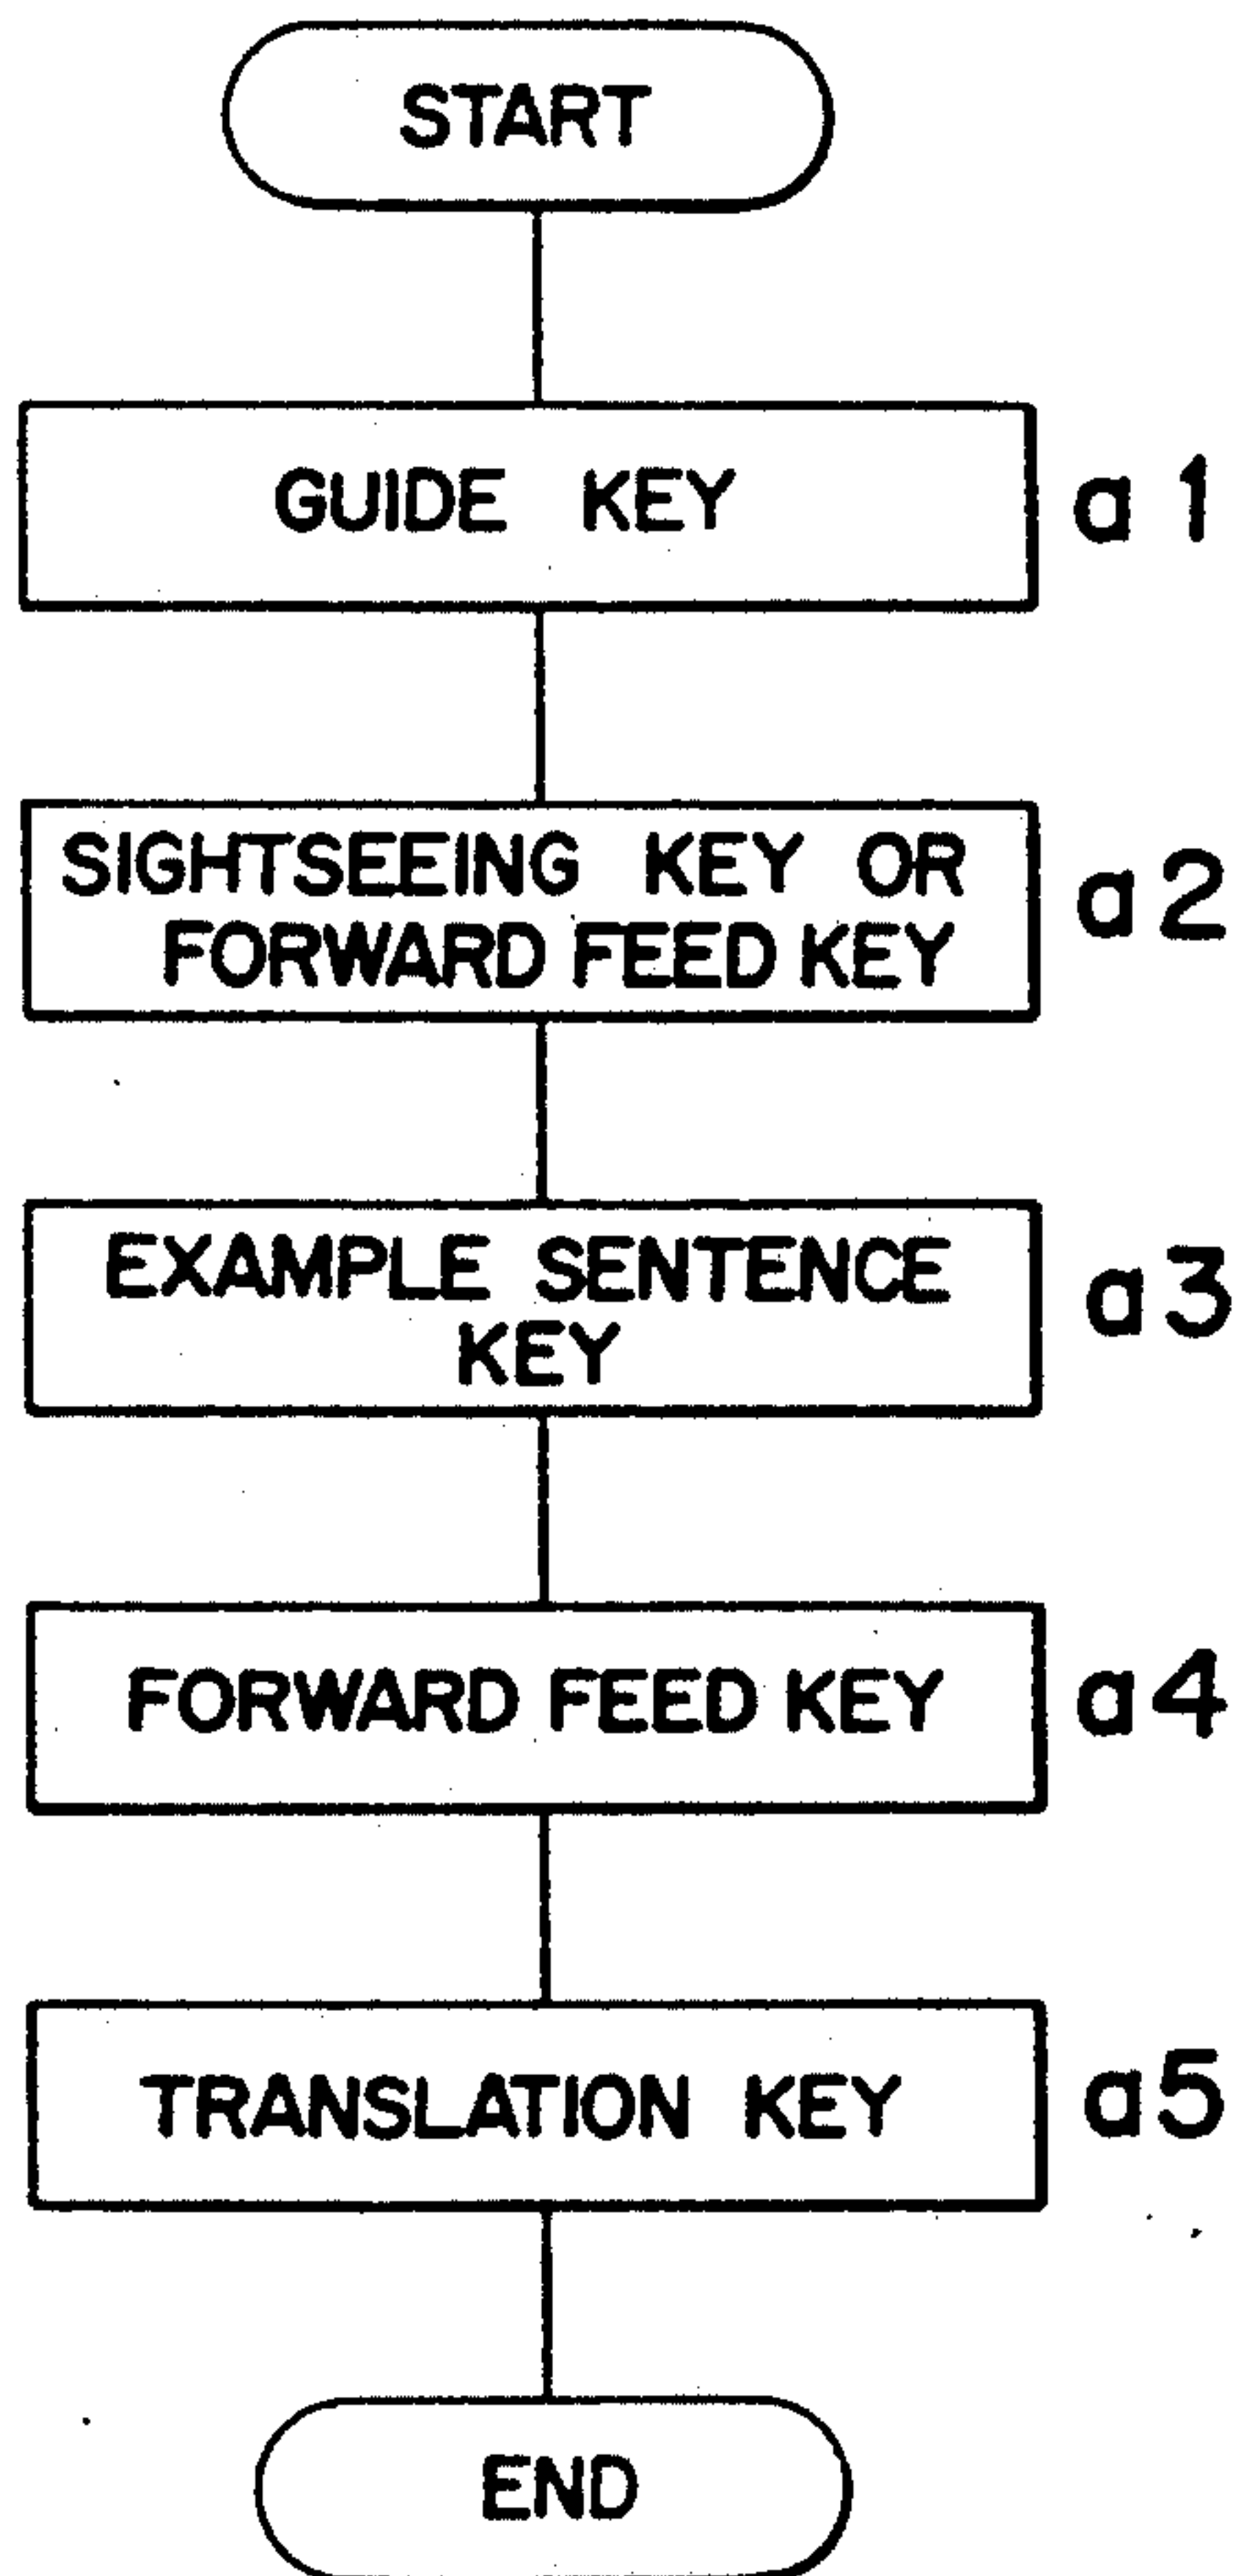 START
GUIDE KEY a1
SIGHTSEEING KEY OR
FORWARD FEED KEY a2
EXAMPLE SENTENCE
KEY a3
FORWARD FEED KEY a4
TRANSLATION KEY a5
END